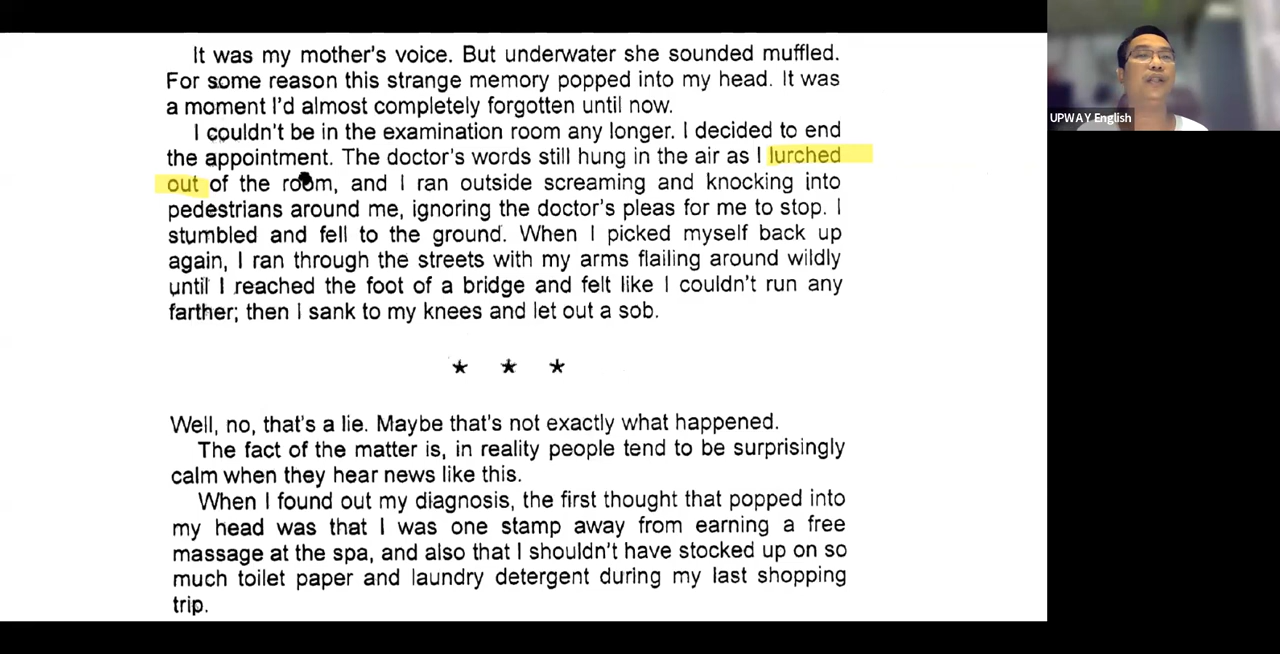 It was my mother's voice. But underwater she sounded muffled.
For some reason this strange memory popped into my head. It was
a moment I'd almost completely forgotten until now.
I couldn't be in the examination room any longer. I decided to end
the appointment. The doctor's words still hung in the air as I lurched
out of the room, and I ran outside screaming and knocking into
pedestrians around me, ignoring the doctor's pleas for me to stop. I
stumbled and fell to the ground. When I picked myself back up
again, I ran through the streets with my arms flailing around wildly
until I reached the foot of a bridge and felt like I couldn't run any
farther; then I sank to my knees and let out a sob.
* * *
Well, no, that's a lie. Maybe that's not exactly what happened.
The fact of the matter is, in reality people tend to be surprisingly
calm when they hear news like this.
When I found out my diagnosis, the first thought that popped into
my head was that I was one stamp away from earning a free
massage at the spa, and also that I shouldn't have stocked up on so
much toilet paper and laundry detergent during my last shopping
trip.
UPWAY English